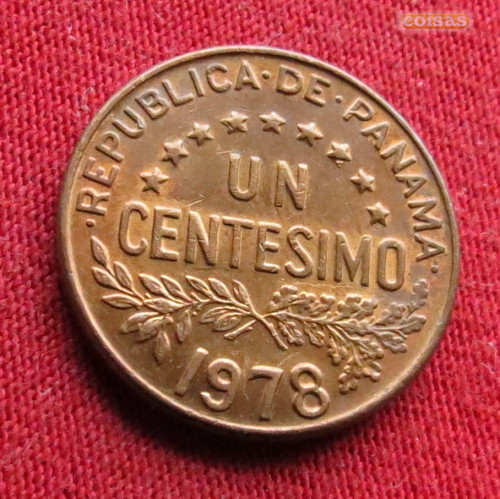 coisas
REPUBLICA·DE·PANAMA
UN
CENTESIMO
1978